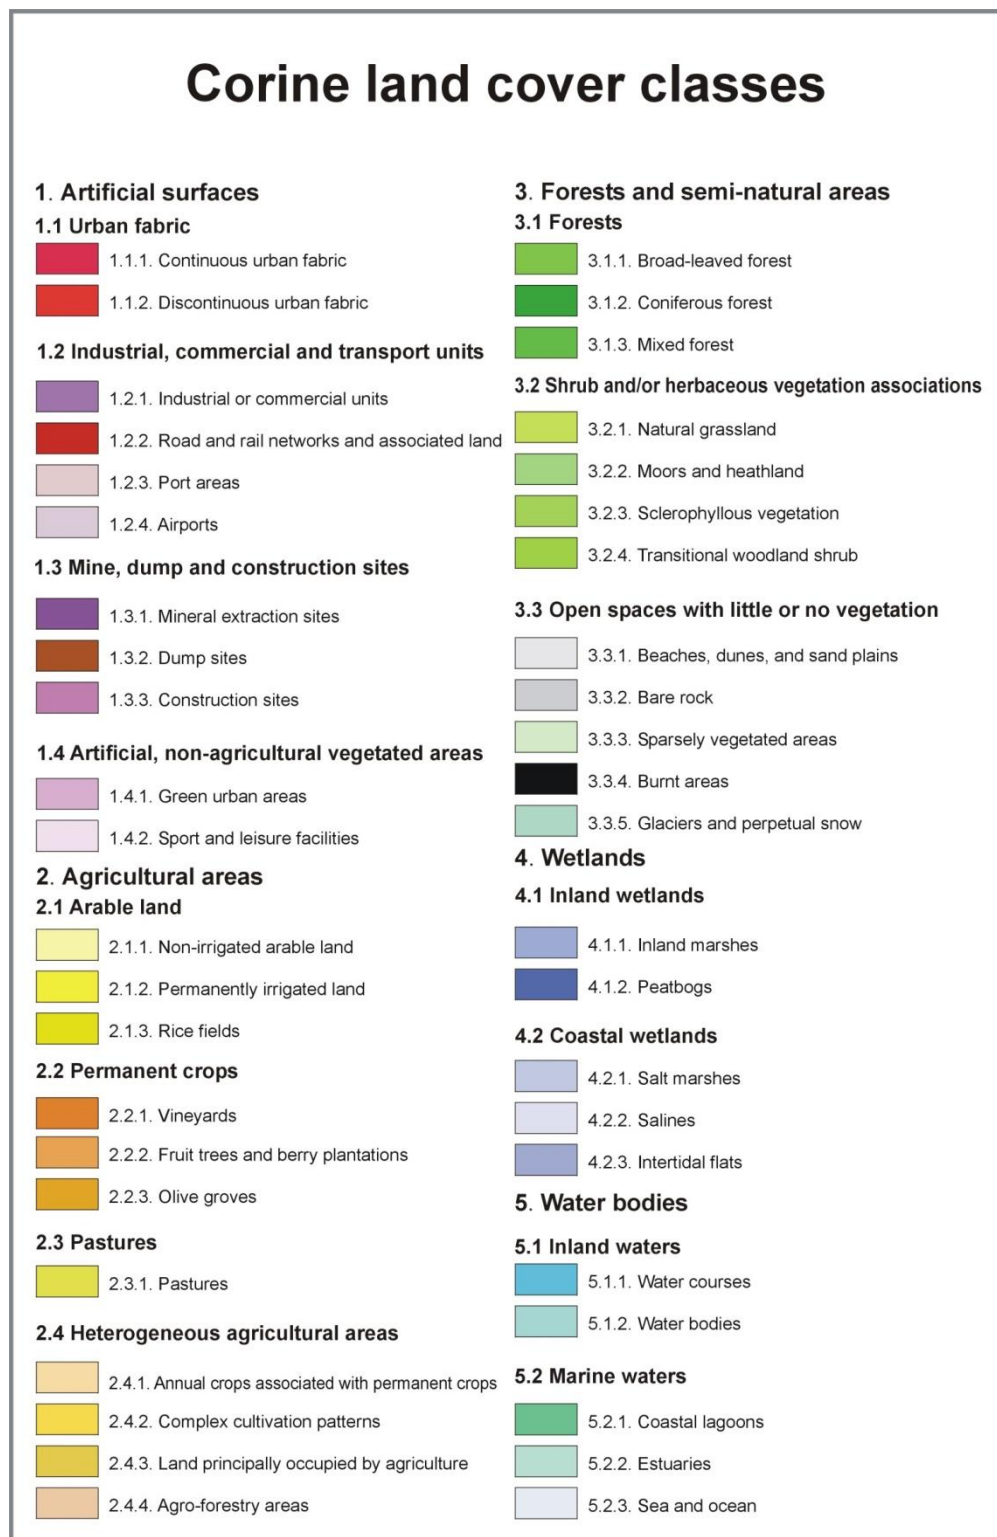 Corine land cover classes
1. Artificial surfaces
1.1 Urban fabric
1.1.1. Continuous urban fabric
1.1.2. Discontinuous urban fabric
1.2 Industrial, commercial and transport units
1.2.1. Industrial or commercial units
1.2.2. Road and rail networks and associated land
1.2.3. Port areas
1.2.4. Airports
1.3 Mine, dump and construction sites
1.3.1. Mineral extraction sites
1.3.2. Dump sites
1.3.3. Construction sites
1.4 Artificial, non-agricultural vegetated areas
1.4.1. Green urban areas
1.4.2. Sport and leisure facilities
2. Agricultural areas
2.1 Arable land
2.1.1. Non-irrigated arable land
2.1.2. Permanently irrigated land
2.1.3. Rice fields
2.2 Permanent crops
2.2.1. Vineyards
2.2.2. Fruit trees and berry plantations
2.2.3. Olive groves
2.3 Pastures
2.3.1. Pastures
2.4 Heterogeneous agricultural areas
2.4.1. Annual crops associated with permanent crops
2.4.2. Complex cultivation patterns
2.4.3. Land principally occupied by agriculture
2.4.4. Agro-forestry areas
3. Forests and semi-natural areas
3.1 Forests
3.1.1. Broad-leaved forest
3.1.2. Coniferous forest
3.1.3. Mixed forest
3.2 Shrub and/or herbaceous vegetation associations
3.2.1. Natural grassland
3.2.2. Moors and heathland
3.2.3. Sclerophyllous vegetation
3.2.4. Transitional woodland shrub
3.3 Open spaces with little or no vegetation
3.3.1. Beaches, dunes, and sand plains
3.3.2. Bare rock
3.3.3. Sparsely vegetated areas
3.3.4. Burnt areas
3.3.5. Glaciers and perpetual snow
4. Wetlands
4.1 Inland wetlands
4.1.1. Inland marshes
4.1.2. Peatbogs
4.2 Coastal wetlands
4.2.1. Salt marshes
4.2.2. Salines
4.2.3. Intertidal flats
5. Water bodies
5.1 Inland waters
5.1.1. Water courses
5.1.2. Water bodies
5.2 Marine waters
5.2.1. Coastal lagoons
5.2.2. Estuaries
5.2.3. Sea and ocean